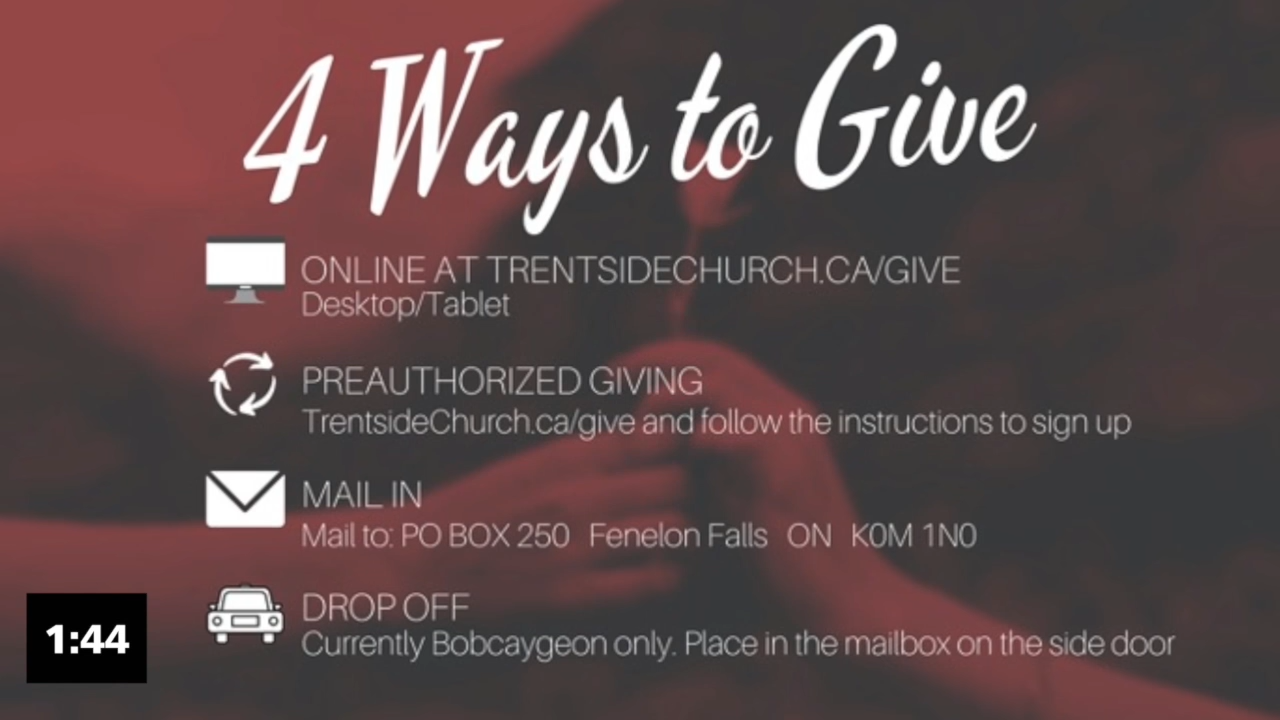 4 Ways to Give
ONLINE AT TRENTSIDECHURCH.CA/GIVE
Desktop/Tablet
PREAUTHORIZED GIVING
TrentsideChurch.ca/give and follow the instructions to sign up
MAIL IN
Mail to: PO BOX 250 Fenelon Falls ON K0M 1N0
DROP OFF
Currently Bobcaygeon only. Place in the mailbox on the side door
1:44